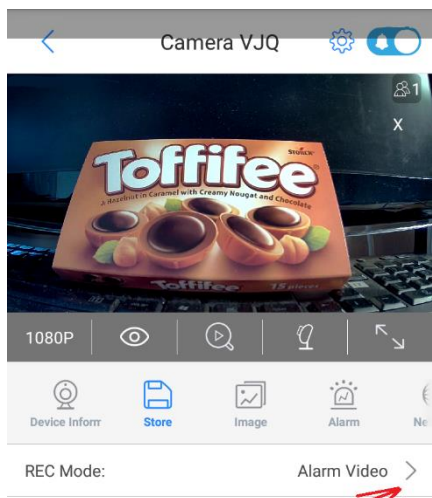 Camera VJQ
1
X
STORCK
Toffifee
A Hazelnut in Caramel with Creamy Nougat and Chocolate
Toffifee
15 pieces
1080P
Device Inforr
Store
Image
Alarm
Ne
REC Mode:
Alarm Video